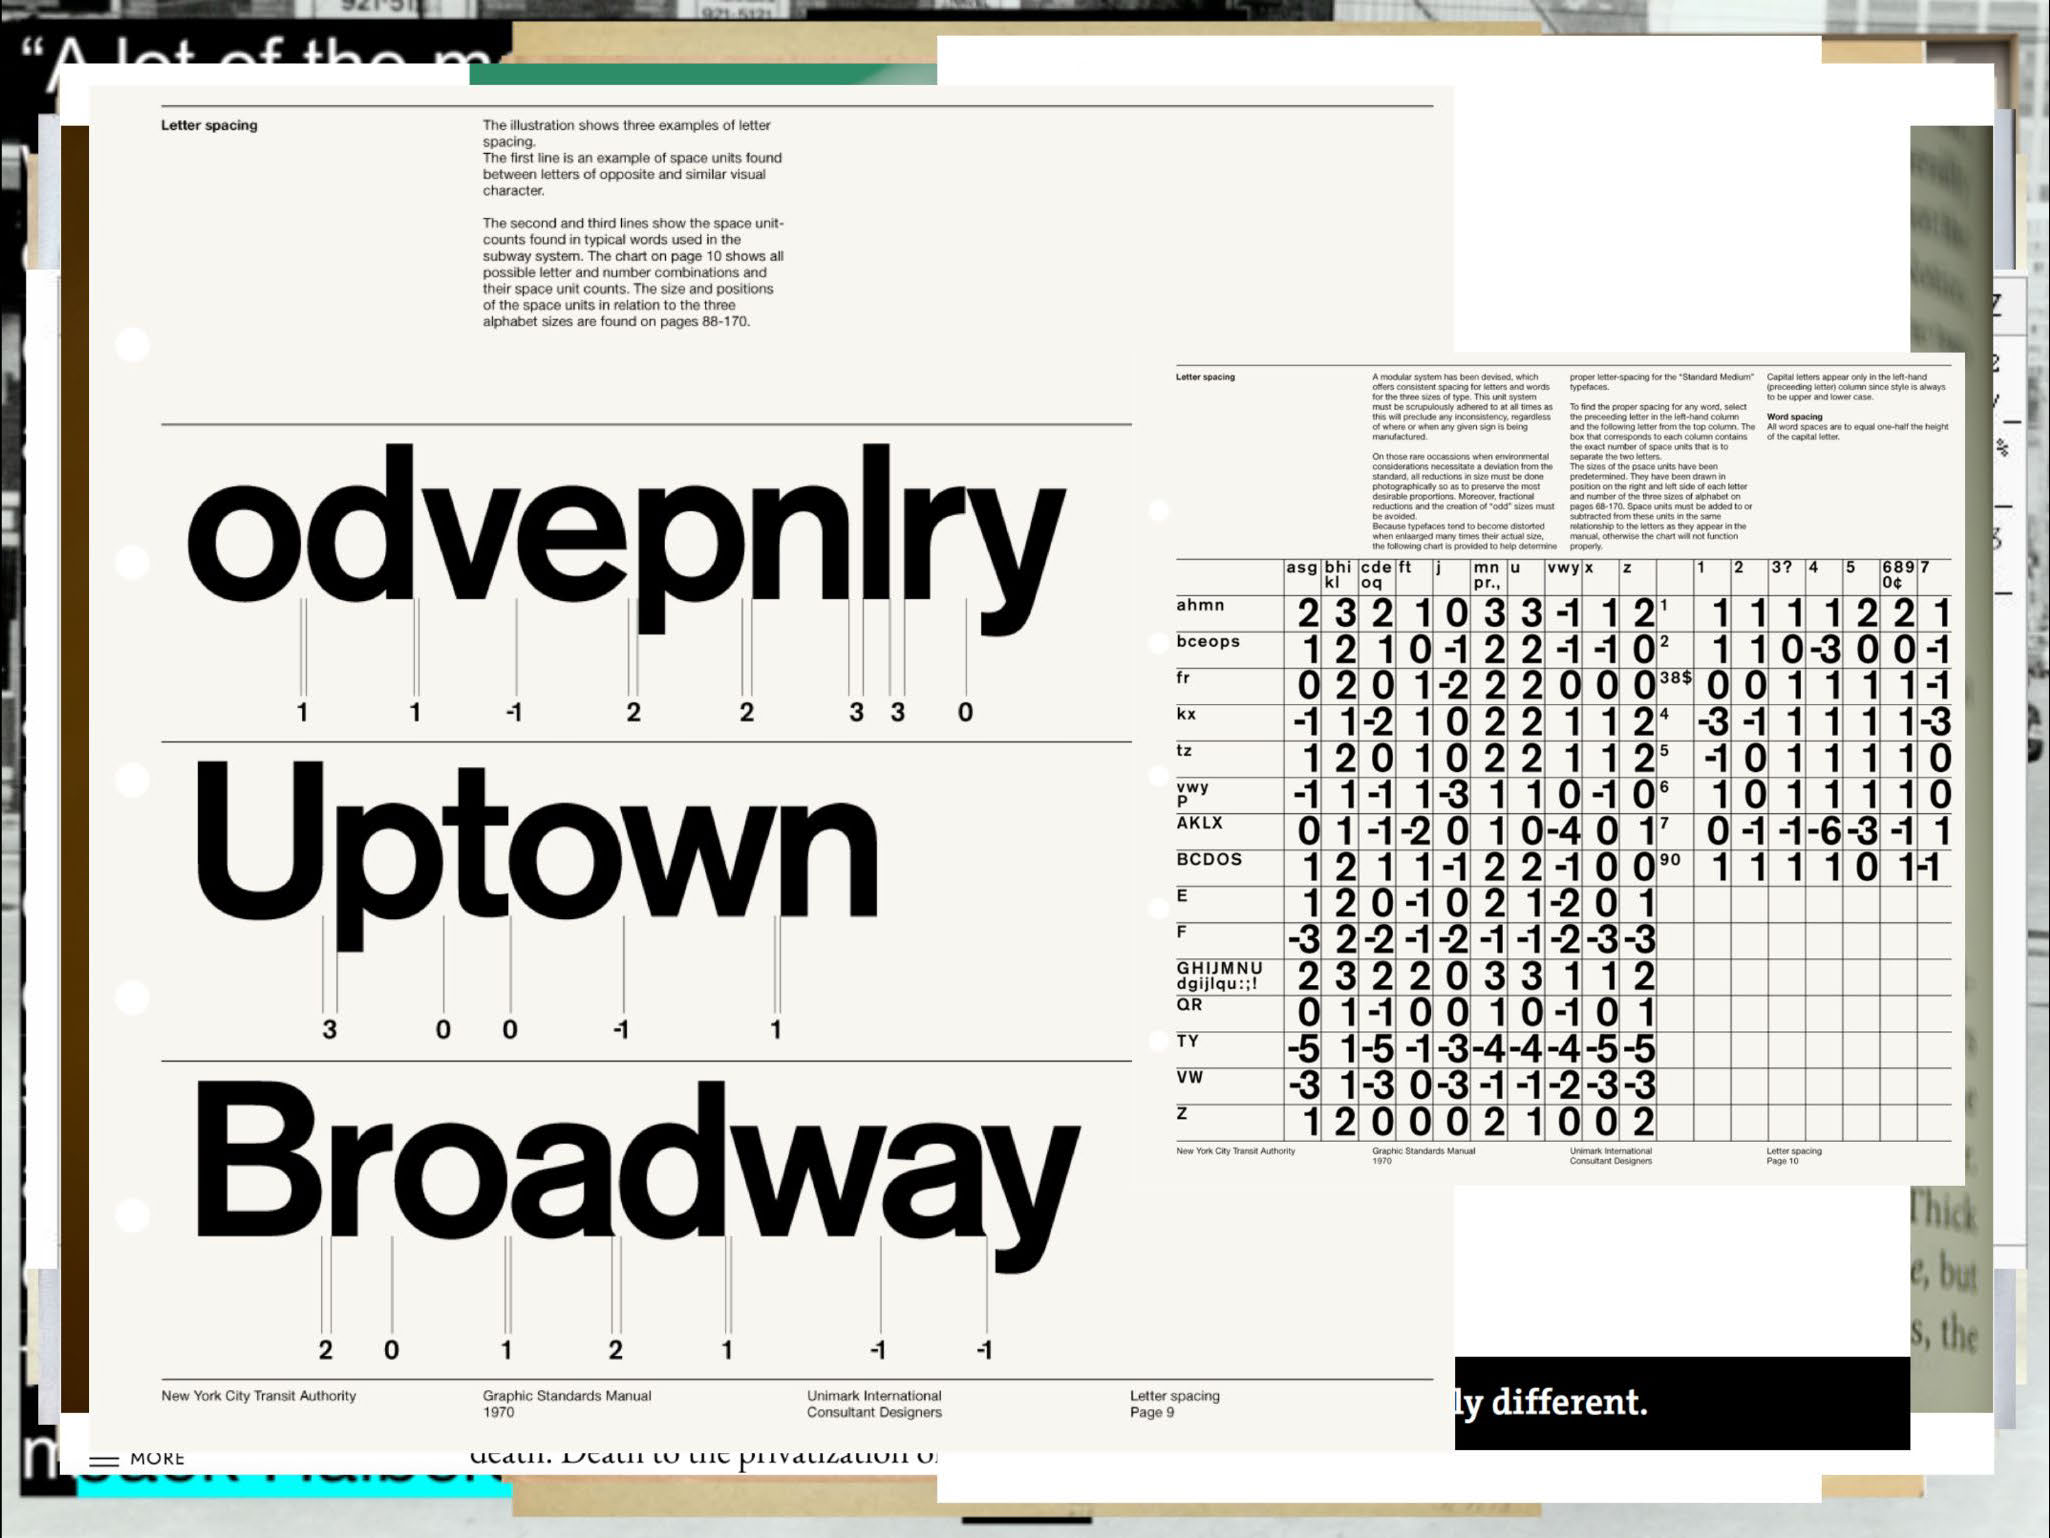 921-5121
921-5121
“A lot of the m
Letter spacing
The illustration shows three examples of letter
spacing.
The first line is an example of space units found
between letters of opposite and similar visual
character.
The second and third lines show the space unit-
counts found in typical words used in the
subway system. The chart on page 10 shows all
possible letter and number combinations and
their space unit counts. The size and positions
of the space units in relation to the three
alphabet sizes are found on pages 88-170.
odvepnlry
1 1 -1 2 2 3 3 0
Uptown
3 0 0 -1 1
Broadway
2 0 1 2 1 -1 -1
New York City Transit Authority
Graphic Standards Manual
1970
Unimark International
Consultant Designers
Letter spacing
Page 9
Letter spacing
A modular system has been devised, which
offers consistent spacing for letters and words
for the three sizes of type. This unit system
must be scrupulously adhered to at all times as
this will preclude any inconsistency, regardless
of where or when any given sign is being
manufactured.
On those rare occassions when environmental
considerations necessitate a deviation from the
standard, all reductions in size must be done
photographically so as to preserve the most
desirable proportions. Moreover, fractional
reductions and the creation of "odd" sizes must
be avoided.
Because typefaces tend to become distorted
when enlaarged many times their actual size,
the following chart is provided to help determine
proper letter-spacing for the "Standard Medium"
typefaces.
To find the proper spacing for any word, select
the preceeding letter in the left-hand column
and the following letter from the top column. The
box that corresponds to each column contains
the exact number of space units that is to
separate the two letters.
The sizes of the psace units have been
predetermined. They have been drawn in
position on the right and left side of each letter
and number of the three sizes of alphabet on
pages 68-170. Space units must be added to or
subtracted from these units in the same
relationship to the letters as they appear in the
manual, otherwise the chart will not function
properly.
Capital letters appear only in the left-hand
(preceeding letter) column since style is always
to be upper and lower case.
Word spacing
All word spaces are to equal one-half the height
of the capital letter.
asg bhi cde ft j mn u vwy x z 1 2 3? 4 5 689 7
kl oq pr., 0¢
ahmn 2 3 2 1 0 3 3 -1 1 2 1 1 1 1 1 2 2 1
bceops 1 2 1 0 -1 2 2 -1 -1 0 2 1 1 0 -3 0 0 -1
fr 0 2 0 1 -2 2 2 0 0 0 38$ 0 0 1 1 1 1 -1
kx -1 1 -2 1 0 2 2 1 1 2 4 -3 -1 1 1 1 1 -3
tz 1 2 0 1 0 2 2 1 1 2 5 -1 0 1 1 1 1 0
vwy
P -1 1 -1 1 -3 1 1 0 -1 0 6 1 0 1 1 1 1 0
AKLX 0 1 -1 -2 0 1 0 -4 0 1 7 0 -1 -1 -6 -3 -1 1
BCDOS 1 2 1 1 -1 2 2 -1 0 0 90 1 1 1 1 0 1 -1
E 1 2 0 -1 0 2 1 -2 0 1
F -3 2 -2 -1 -2 -1 -1 -2 -3 -3
GHIJMNU
dgijlqu:;! 2 3 2 2 0 3 3 1 1 2
QR 0 1 -1 0 0 1 0 -1 0 1
TY -5 1 -5 -1 -3 -4 -4 -4 -5 -5
VW -3 1 -3 0 -3 -1 -1 -2 -3 -3
Z 1 2 0 0 0 2 1 0 0 2
New York City Transit Authority
Graphic Standards Manual
1970
Unimark International
Consultant Designers
Letter spacing
Page 10
Thick
e, but
s, the
ly different.
MORE
death. Death to the privatization o